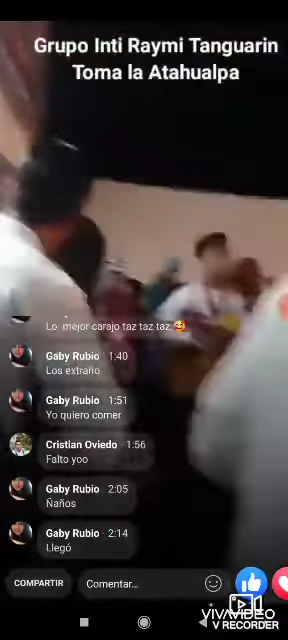 Grupo Inti Raymi Tanguarin
Toma la Atahualpa
Lo mejor carajo taz taz taz 🥰
Gaby Rubio · 1:40
Los extraño
Gaby Rubio · 1:51
Yo quiero comer
Cristian Oviedo · 1:56
Falto yoo
Gaby Rubio · 2:05
Ñaños
Gaby Rubio · 2:14
Llegó
COMPARTIR
Comentar...
VIVAVIDEO
V RECORDER